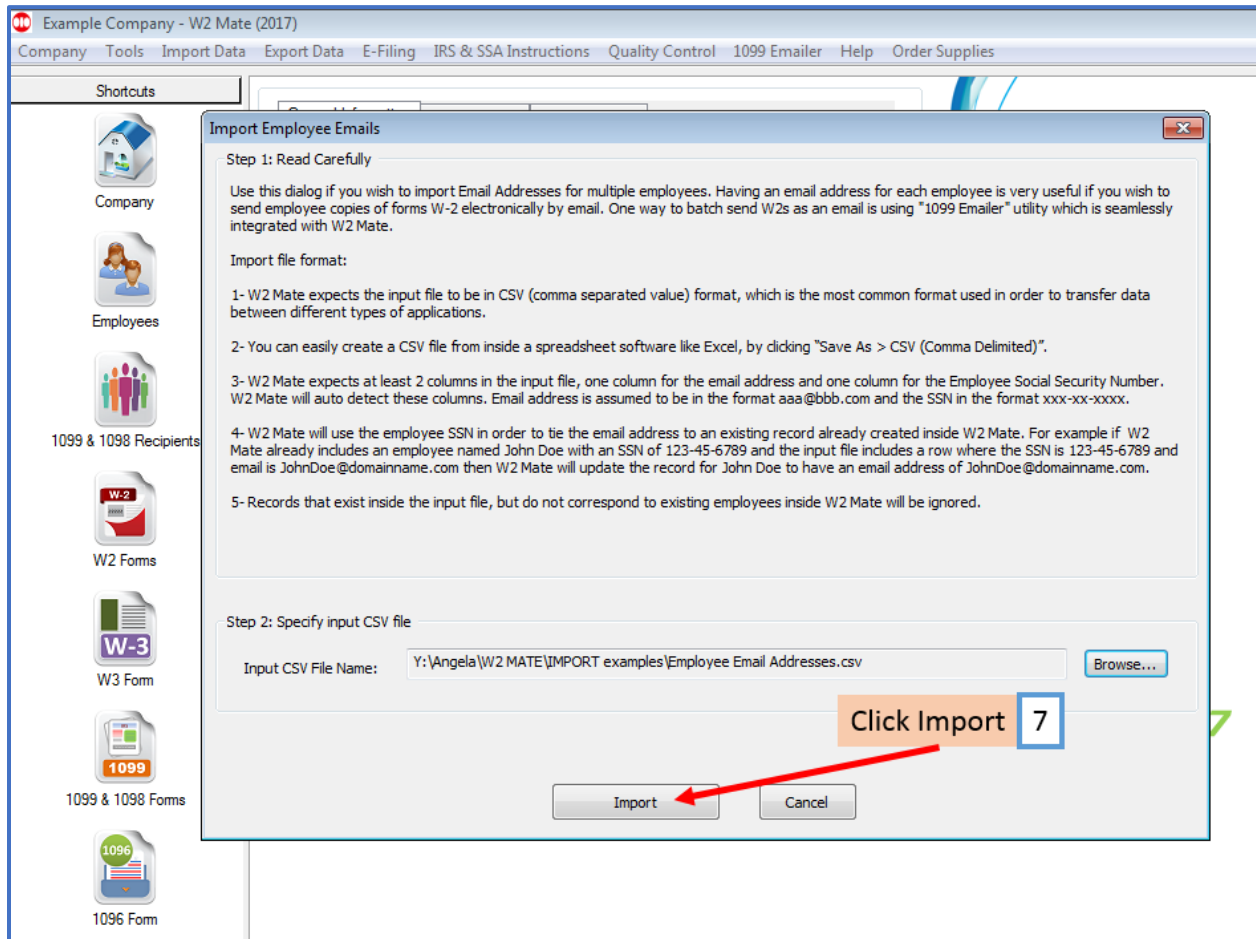 Example Company - W2 Mate (2017)
Company Tools Import Data Export Data E-Filing IRS & SSA Instructions Quality Control 1099 Emailer Help Order Supplies
Shortcuts
Company
Employees
1099 & 1098 Recipients
W-2
W2 Forms
W-3
W3 Form
1099
1099 & 1098 Forms
1096
1096 Form
Import Employee Emails
Step 1: Read Carefully
Use this dialog if you wish to import Email Addresses for multiple employees. Having an email address for each employee is very useful if you wish to
send employee copies of forms W-2 electronically by email. One way to batch send W2s as an email is using "1099 Emailer" utility which is seamlessly
integrated with W2 Mate.
Import file format:
1- W2 Mate expects the input file to be in CSV (comma separated value) format, which is the most common format used in order to transfer data
between different types of applications.
2- You can easily create a CSV file from inside a spreadsheet software like Excel, by clicking “Save As > CSV (Comma Delimited)”.
3- W2 Mate expects at least 2 columns in the input file, one column for the email address and one column for the Employee Social Security Number.
W2 Mate will auto detect these columns. Email address is assumed to be in the format aaa@bbb.com and the SSN in the format xxx-xx-xxxx.
4- W2 Mate will use the employee SSN in order to tie the email address to an existing record already created inside W2 Mate. For example if W2
Mate already includes an employee named John Doe with an SSN of 123-45-6789 and the input file includes a row where the SSN is 123-45-6789 and
email is JohnDoe@domainname.com then W2 Mate will update the record for John Doe to have an email address of JohnDoe@domainname.com.
5- Records that exist inside the input file, but do not correspond to existing employees inside W2 Mate will be ignored.
Step 2: Specify input CSV file
Input CSV File Name: Y:\Angela\W2 MATE\IMPORT examples\Employee Email Addresses.csv Browse...
Click Import 7
7
Import Cancel